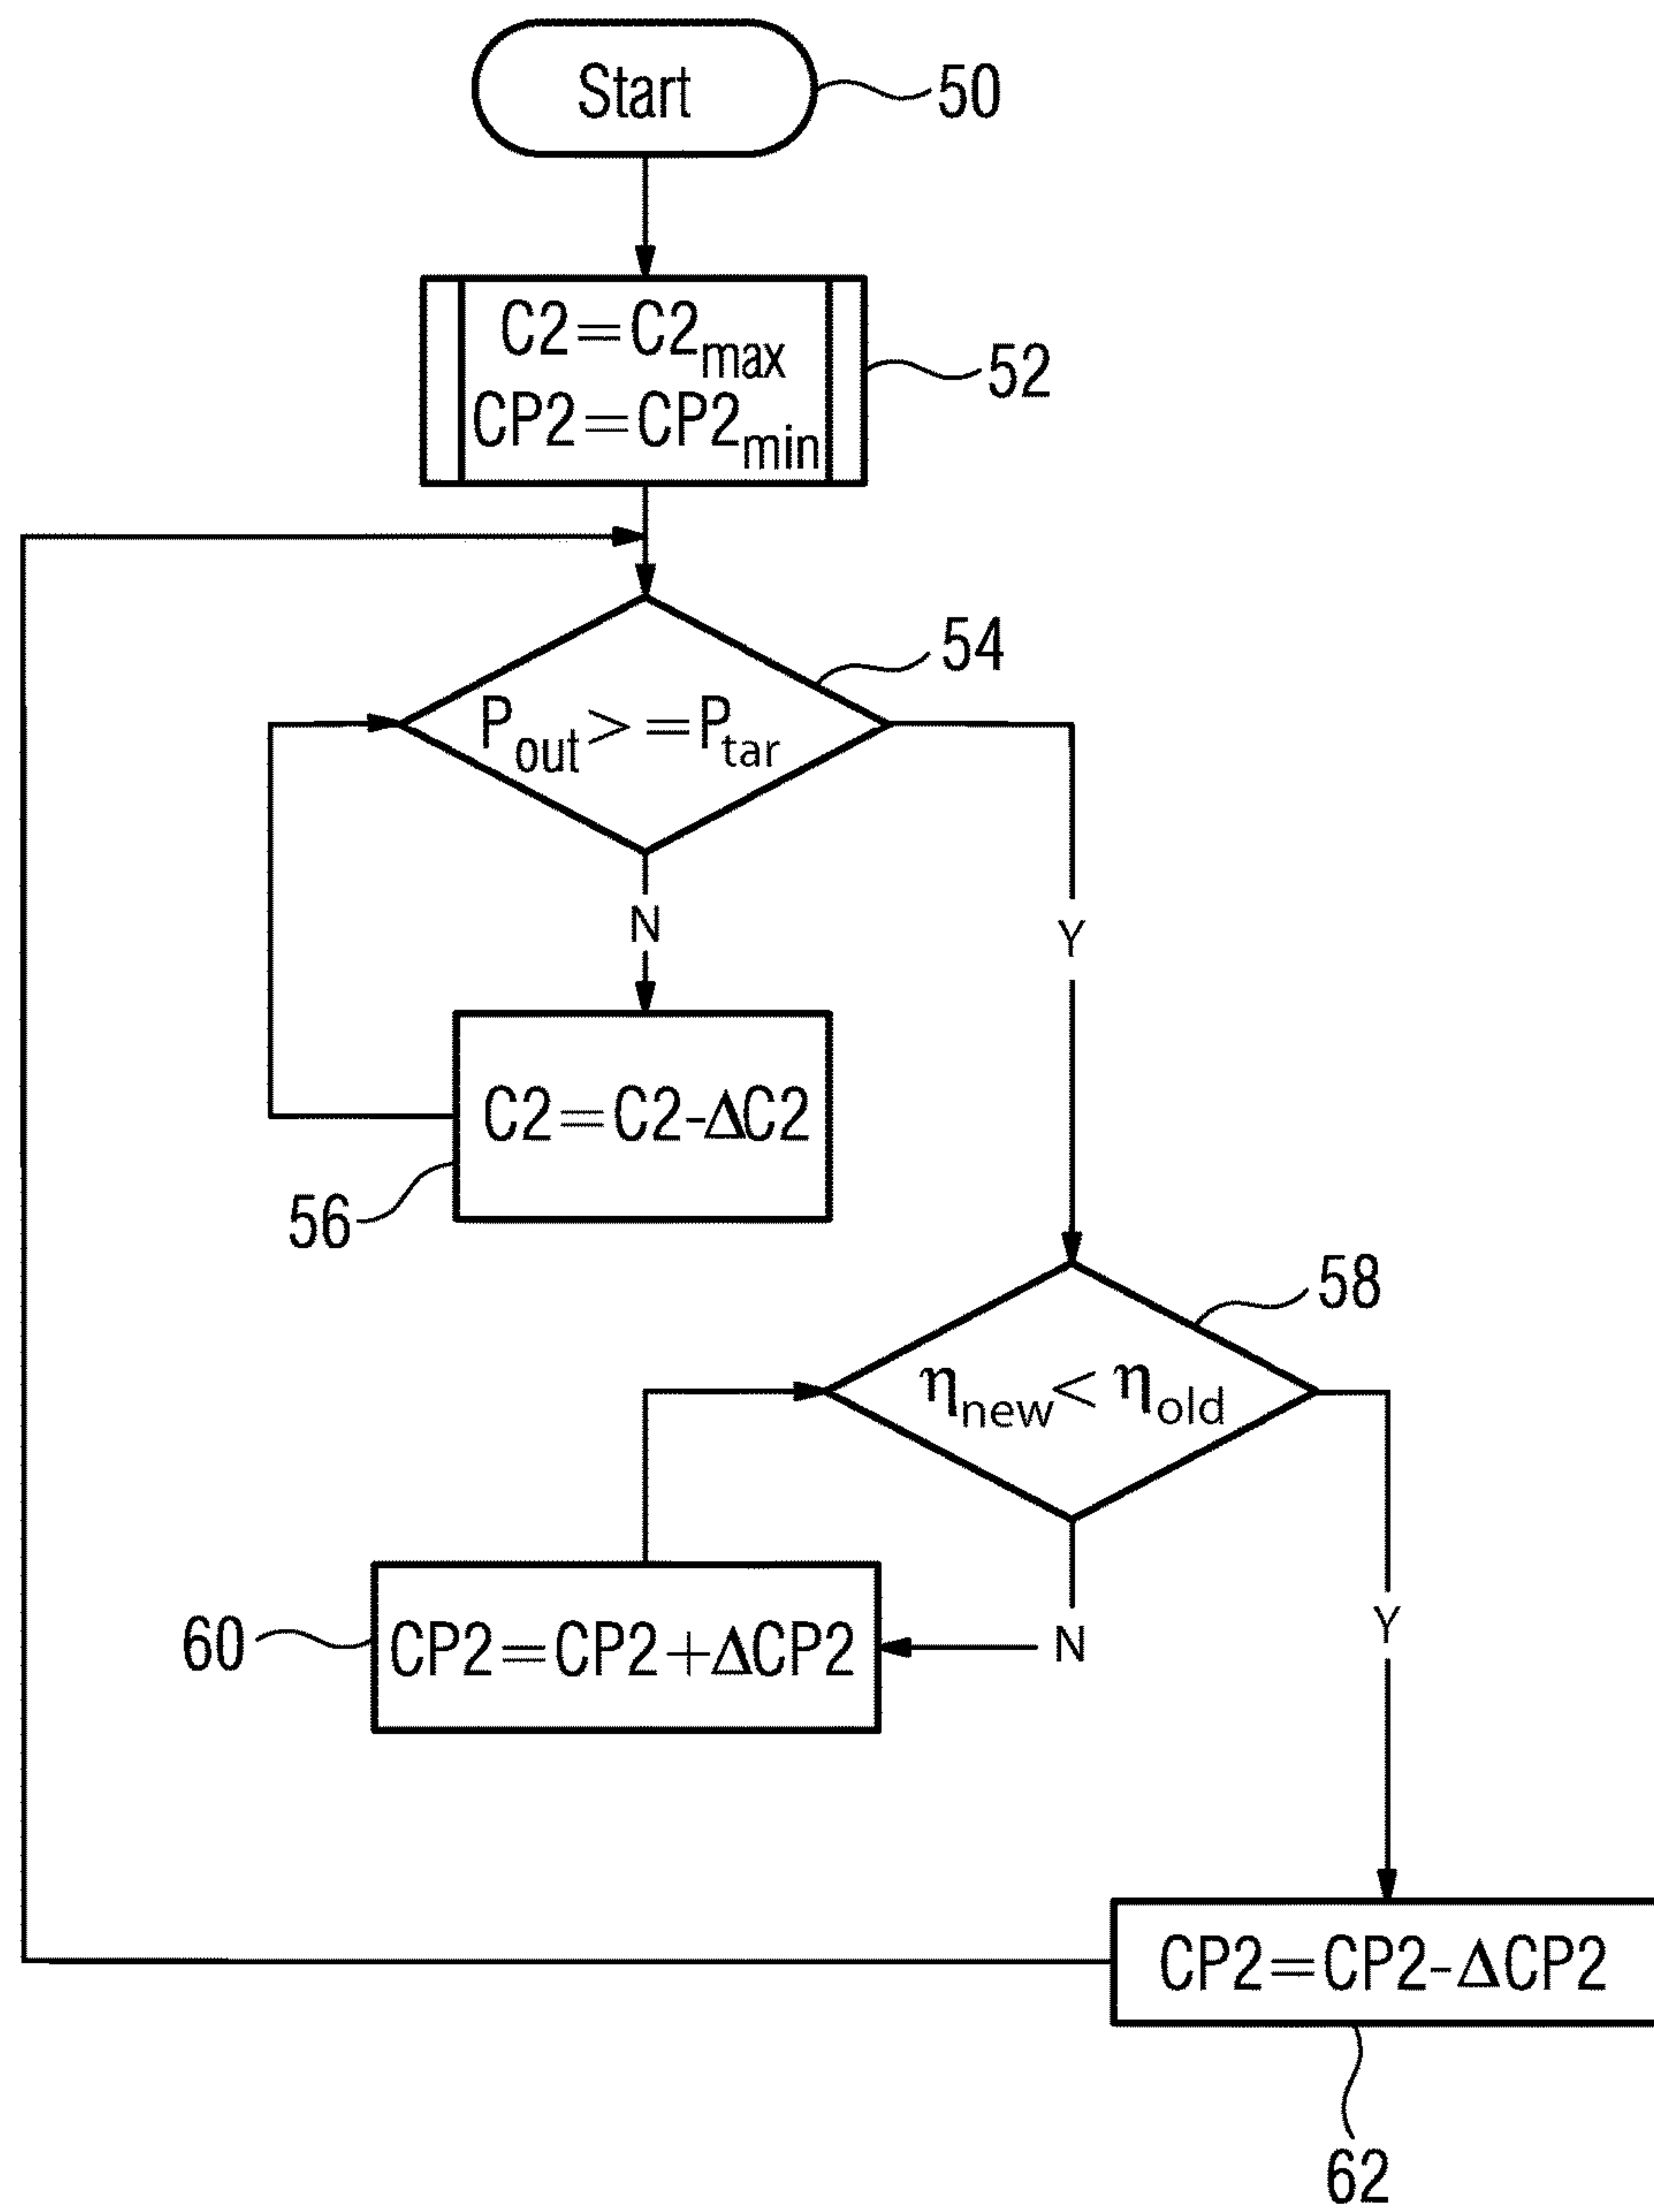 Start
50
C2=C2max
CP2=CP2min
52
54
Pout>=Ptar
N
Y
C2=C2-ΔC2
56
58
ηnew<ηold
60
CP2=CP2+ΔCP2
N
Y
CP2=CP2-ΔCP2
62